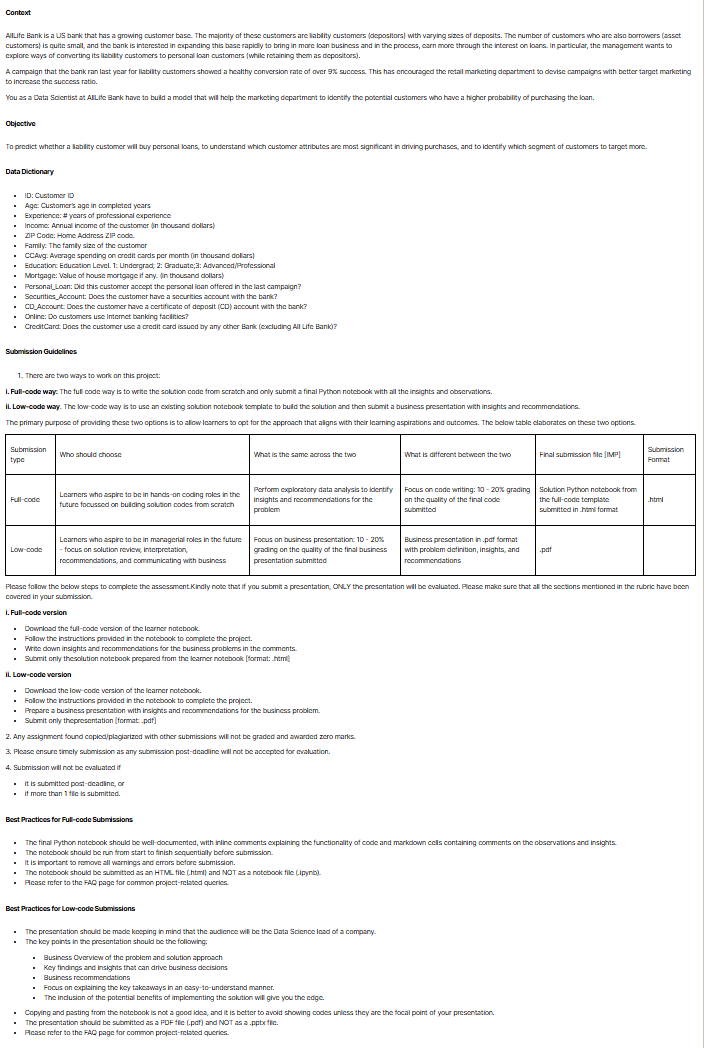 Context
AllLife Bank is a US bank that has a growing customer base. The majority of these customers are liability customers (depositors) with varying sizes of deposits. The number of customers who are also borrowers (asset
customers) is quite small, and the bank is interested in expanding this base rapidly to bring in more loan business and in the process, earn more through the interest on loans. In particular, the management wants to
explore ways of converting its liability customers to personal loan customers (while retaining them as depositors).
A campaign that the bank ran last year for liability customers showed a healthy conversion rate of over 9% success. This has encouraged the retail marketing department to devise campaigns with better target marketing
to increase the success ratio.
You as a Data Scientist at AllLife Bank have to build a model that will help the marketing department to identify the potential customers who have a higher probability of purchasing the loan.
Objective
To predict whether a liability customer will buy personal loans, to understand which customer attributes are most significant in driving purchases, and to identify which segment of customers to target more.
Data Dictionary
• ID: Customer ID
• Age: Customer's age in completed years
• Experience: # years of professional experience
• Income: Annual income of the customer (in thousand dollars)
• ZIP Code: Home Address ZIP code.
• Family: The family size of the customer
• CCAvg: Average spending on credit cards per month (in thousand dollars)
• Education: Education Level. 1: Undergrad; 2: Graduate;3: Advanced/Professional
• Mortgage: Value of house mortgage if any. (in thousand dollars)
• Personal_Loan: Did this customer accept the personal loan offered in the last campaign?
• Securities_Account: Does the customer have a securities account with the bank?
• CD_Account: Does the customer have a certificate of deposit (CD) account with the bank?
• Online: Do customers use internet banking facilities?
• CreditCard: Does the customer use a credit card issued by any other Bank (excluding All Life Bank)?
Submission Guidelines
1. There are two ways to work on this project:
i. Full-code way: The full code way is to write the solution code from scratch and only submit a final Python notebook with all the insights and observations.
ii. Low-code way. The low-code way is to use an existing solution notebook template to build the solution and then submit a business presentation with insights and recommendations.
The primary purpose of providing these two options is to allow learners to opt for the approach that aligns with their learning aspirations and outcomes. The below table elaborates on these two options.
Submission type | Who should choose | What is the same across the two | What is different between the two | Final submission file [IMP] | Submission Format
Full-code | Learners who aspire to be in hands-on coding roles in the future focussed on building solution codes from scratch | Perform exploratory data analysis to identify insights and recommendations for the problem | Focus on code writing: 10 - 20% grading on the quality of the final code submitted | Solution Python notebook from the full-code template submitted in .html format | .html
Low-code | Learners who aspire to be in managerial roles in the future - focus on solution review, interpretation, recommendations, and communicating with business | Focus on business presentation: 10 - 20% grading on the quality of the final business presentation submitted | Business presentation in .pdf format with problem definition, insights, and recommendations | .pdf
Please follow the below steps to complete the assessment.Kindly note that if you submit a presentation, ONLY the presentation will be evaluated. Please make sure that all the sections mentioned in the rubric have been
covered in your submission.
i. Full-code version
• Download the full-code version of the learner notebook.
• Follow the instructions provided in the notebook to complete the project.
• Write down insights and recommendations for the business problems in the comments.
• Submit only thesolution notebook prepared from the learner notebook [format: .html]
ii. Low-code version
• Download the low-code version of the learner notebook.
• Follow the instructions provided in the notebook to complete the project.
• Prepare a business presentation with insights and recommendations for the business problem.
• Submit only thepresentation [format: .pdf]
2. Any assignment found copied/plagiarized with other submissions will not be graded and awarded zero marks.
3. Please ensure timely submission as any submission post-deadline will not be accepted for evaluation.
4. Submission will not be evaluated if
• it is submitted post-deadline, or
• if more than 1 file is submitted.
Best Practices for Full-code Submissions
• The final Python notebook should be well-documented, with inline comments explaining the functionality of code and markdown cells containing comments on the observations and insights.
• The notebook should be run from start to finish sequentially before submission.
• It is important to remove all warnings and errors before submission.
• The notebook should be submitted as an HTML file (.html) and NOT as a notebook file (.ipynb).
• Please refer to the FAQ page for common project-related queries.
Best Practices for Low-code Submissions
• The presentation should be made keeping in mind that the audience will be the Data Science lead of a company.
• The key points in the presentation should be the following:
• Business Overview of the problem and solution approach
• Key findings and insights that can drive business decisions
• Business recommendations
• Focus on explaining the key takeaways in an easy-to-understand manner.
• The inclusion of the potential benefits of implementing the solution will give you the edge.
• Copying and pasting from the notebook is not a good idea, and it is better to avoid showing codes unless they are the focal point of your presentation.
• The presentation should be submitted as a PDF file (.pdf) and NOT as a .pptx file.
• Please refer to the FAQ page for common project-related queries.